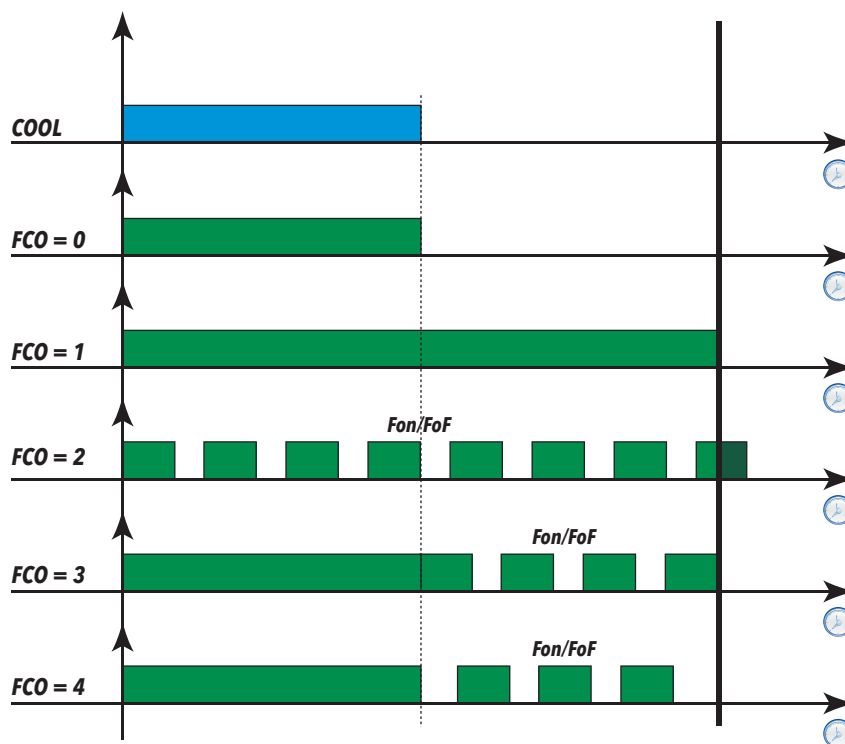 COOL
FCO = 0
FCO = 1
Fon/FoF
FCO = 2
Fon/FoF
FCO = 3
Fon/FoF
FCO = 4